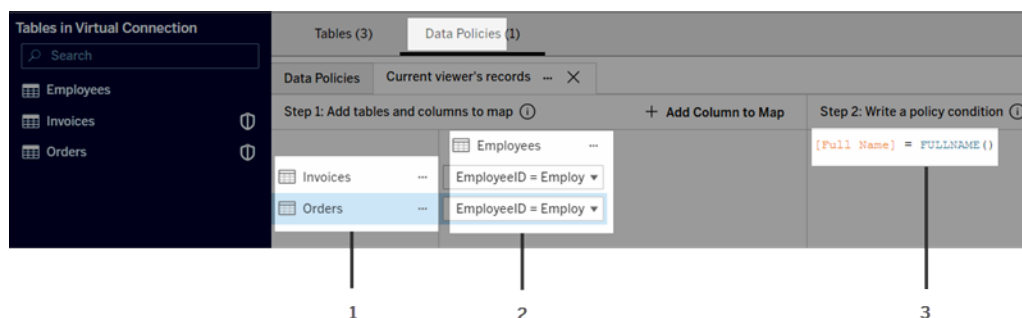 Tables in Virtual Connection
Search
Employees
Invoices
Orders
Tables (3)
Data Policies (1)
Data Policies
Current viewer's records ··· ✕
Step 1: Add tables and columns to map
+ Add Column to Map
Step 2: Write a policy condition
Employees ···
Invoices ···
EmployeeID = Employ
Orders ···
EmployeeID = Employ
[Full Name] = FULLNAME()
1
2
3